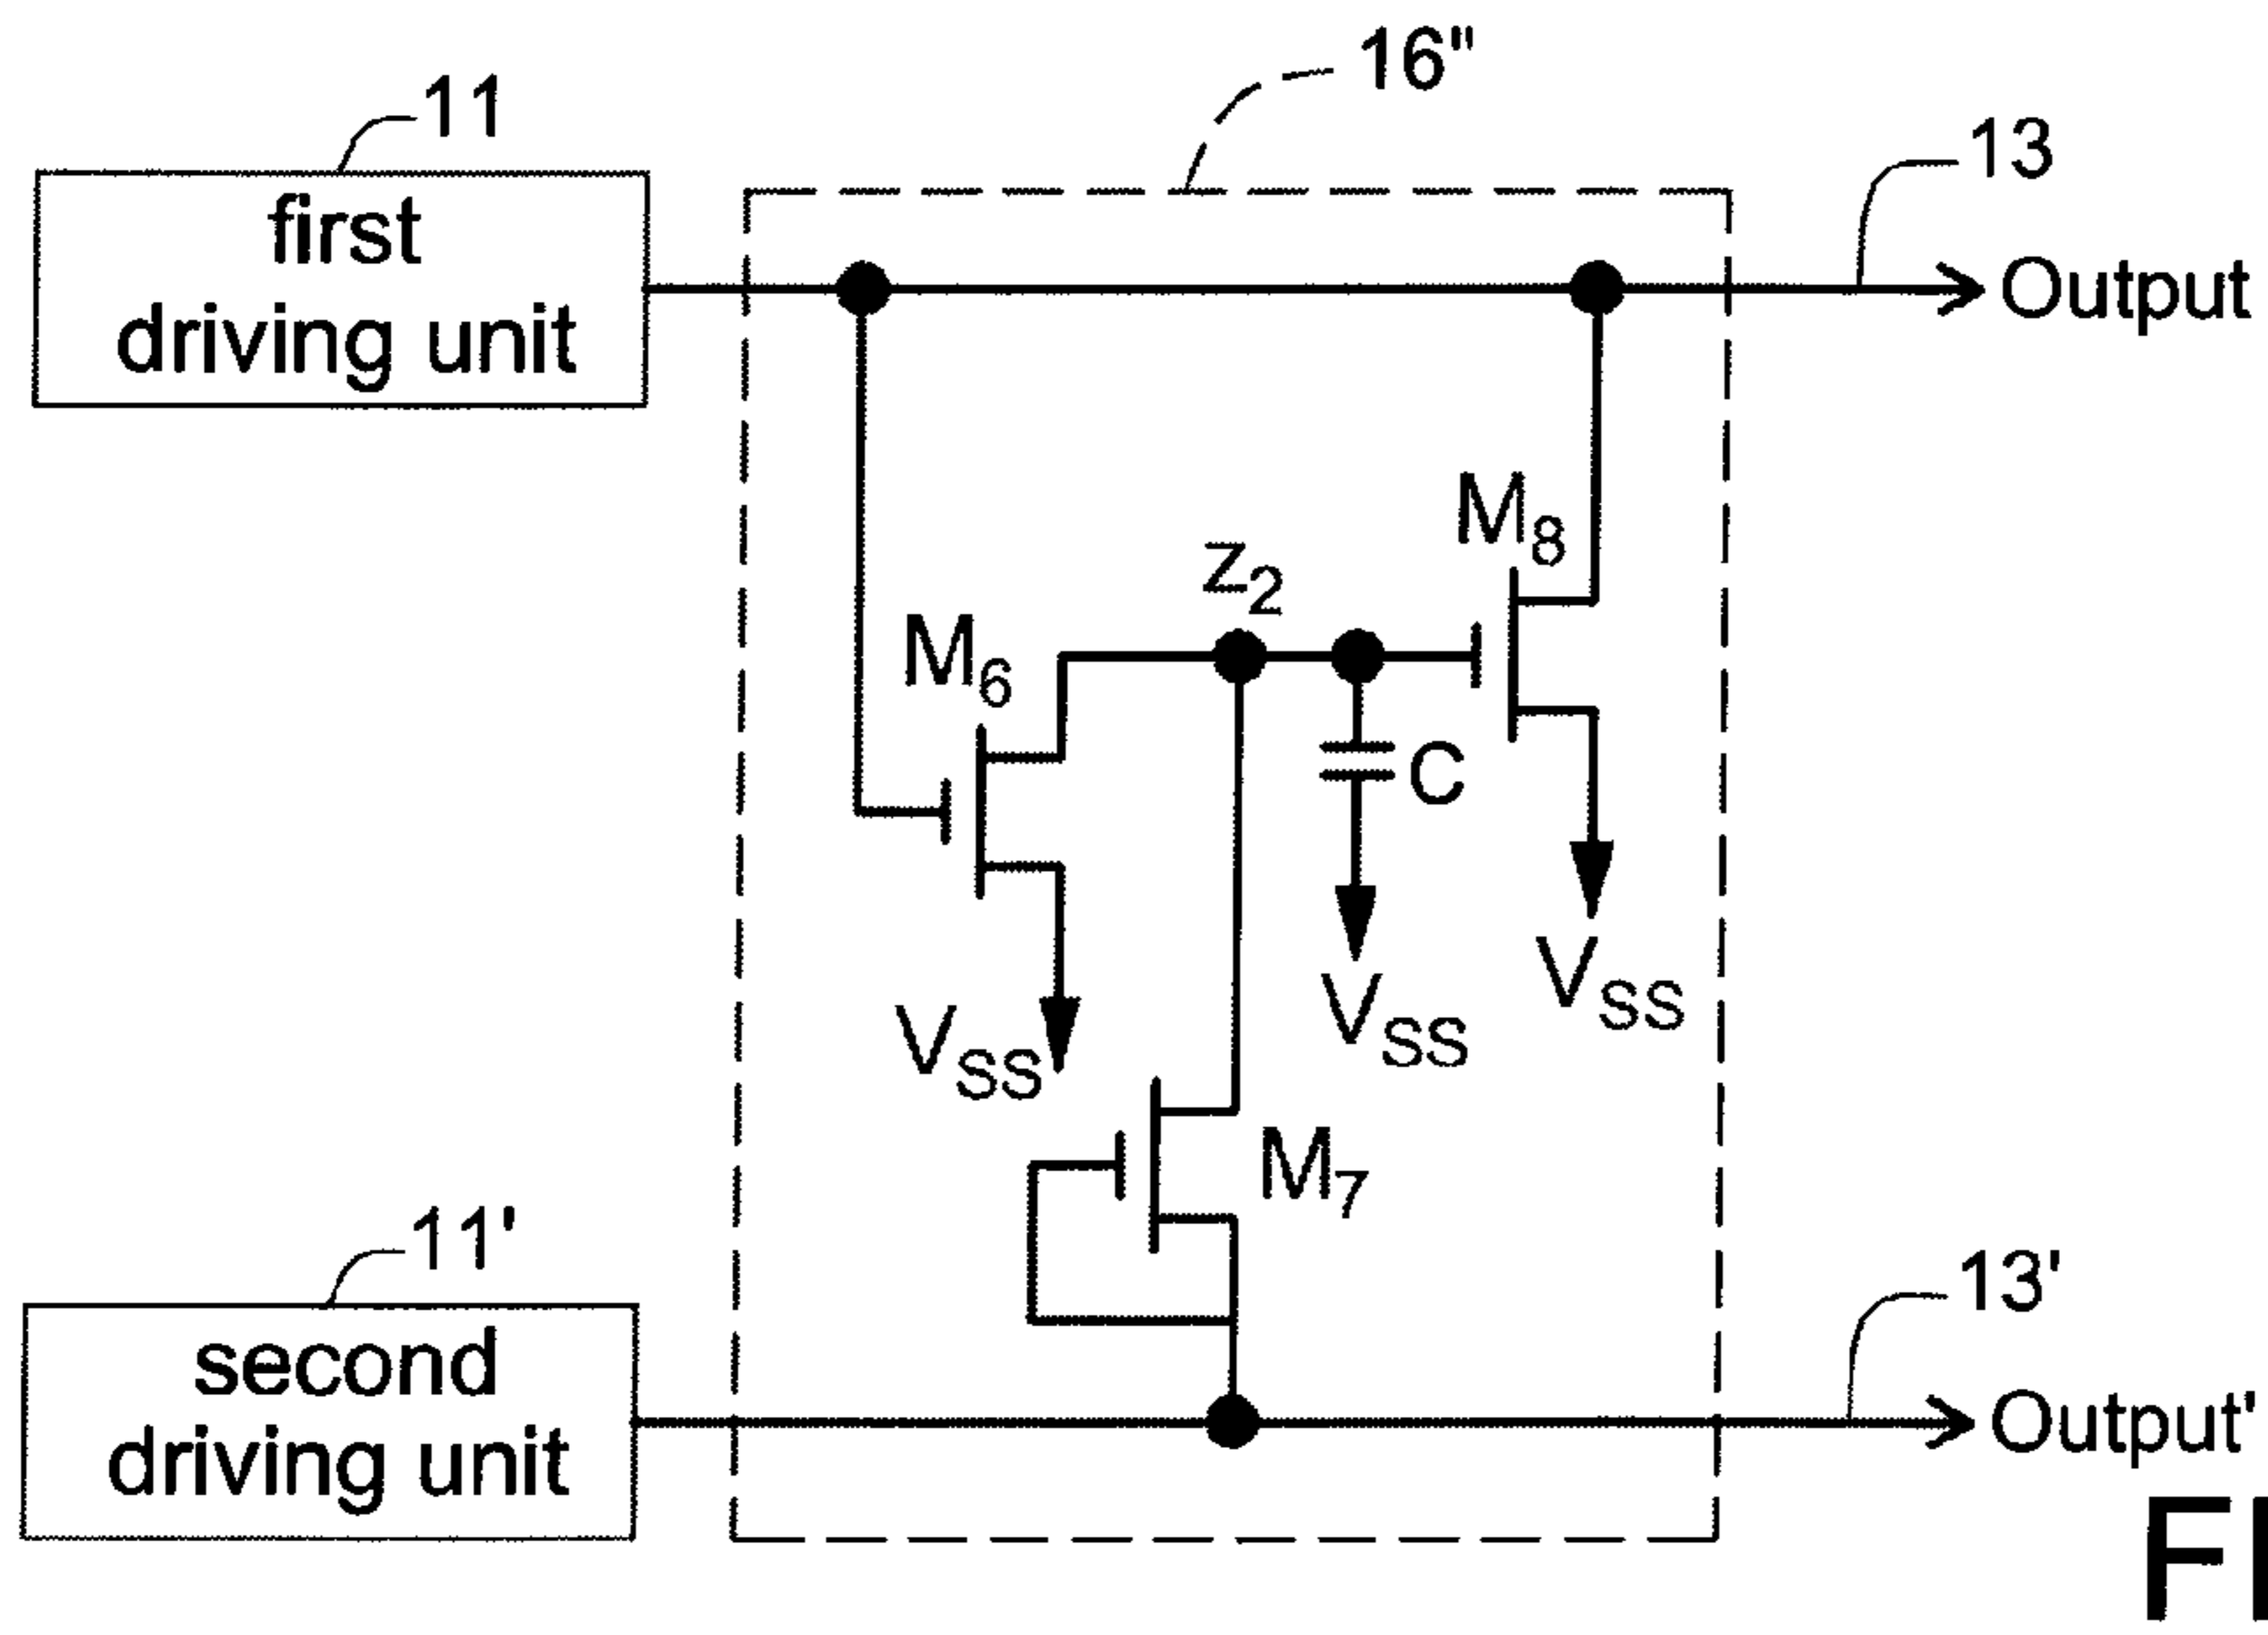 16"
11
13
first
driving unit
Output
M8
z2
M6
C
VSS
VSS
VSS
M7
11'
13'
second
driving unit
Output'